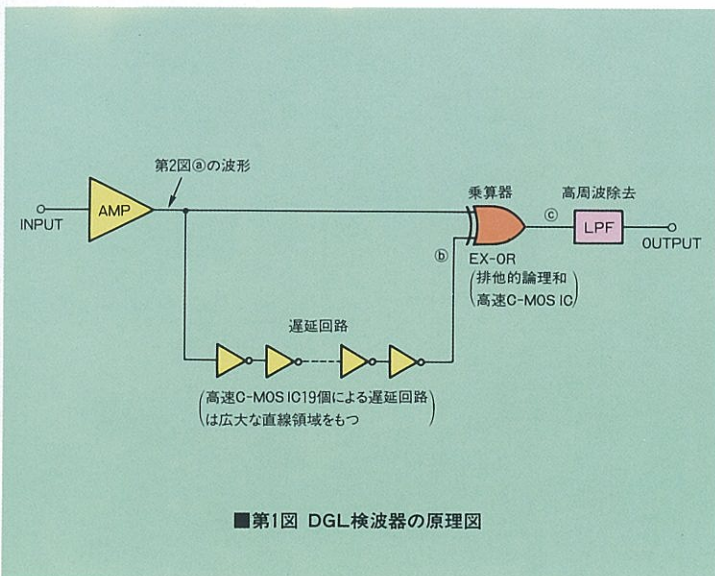 第2図ⓐの波形
AMP
INPUT
乗算器
高周波除去
ⓒ
LPF
OUTPUT
ⓑ
EX-OR
(排他的論理和
高速C-MOS IC)
遅延回路
(高速C-MOS IC19個による遅延回路
は広大な直線領域をもつ)
■第1図 DGL検波器の原理図